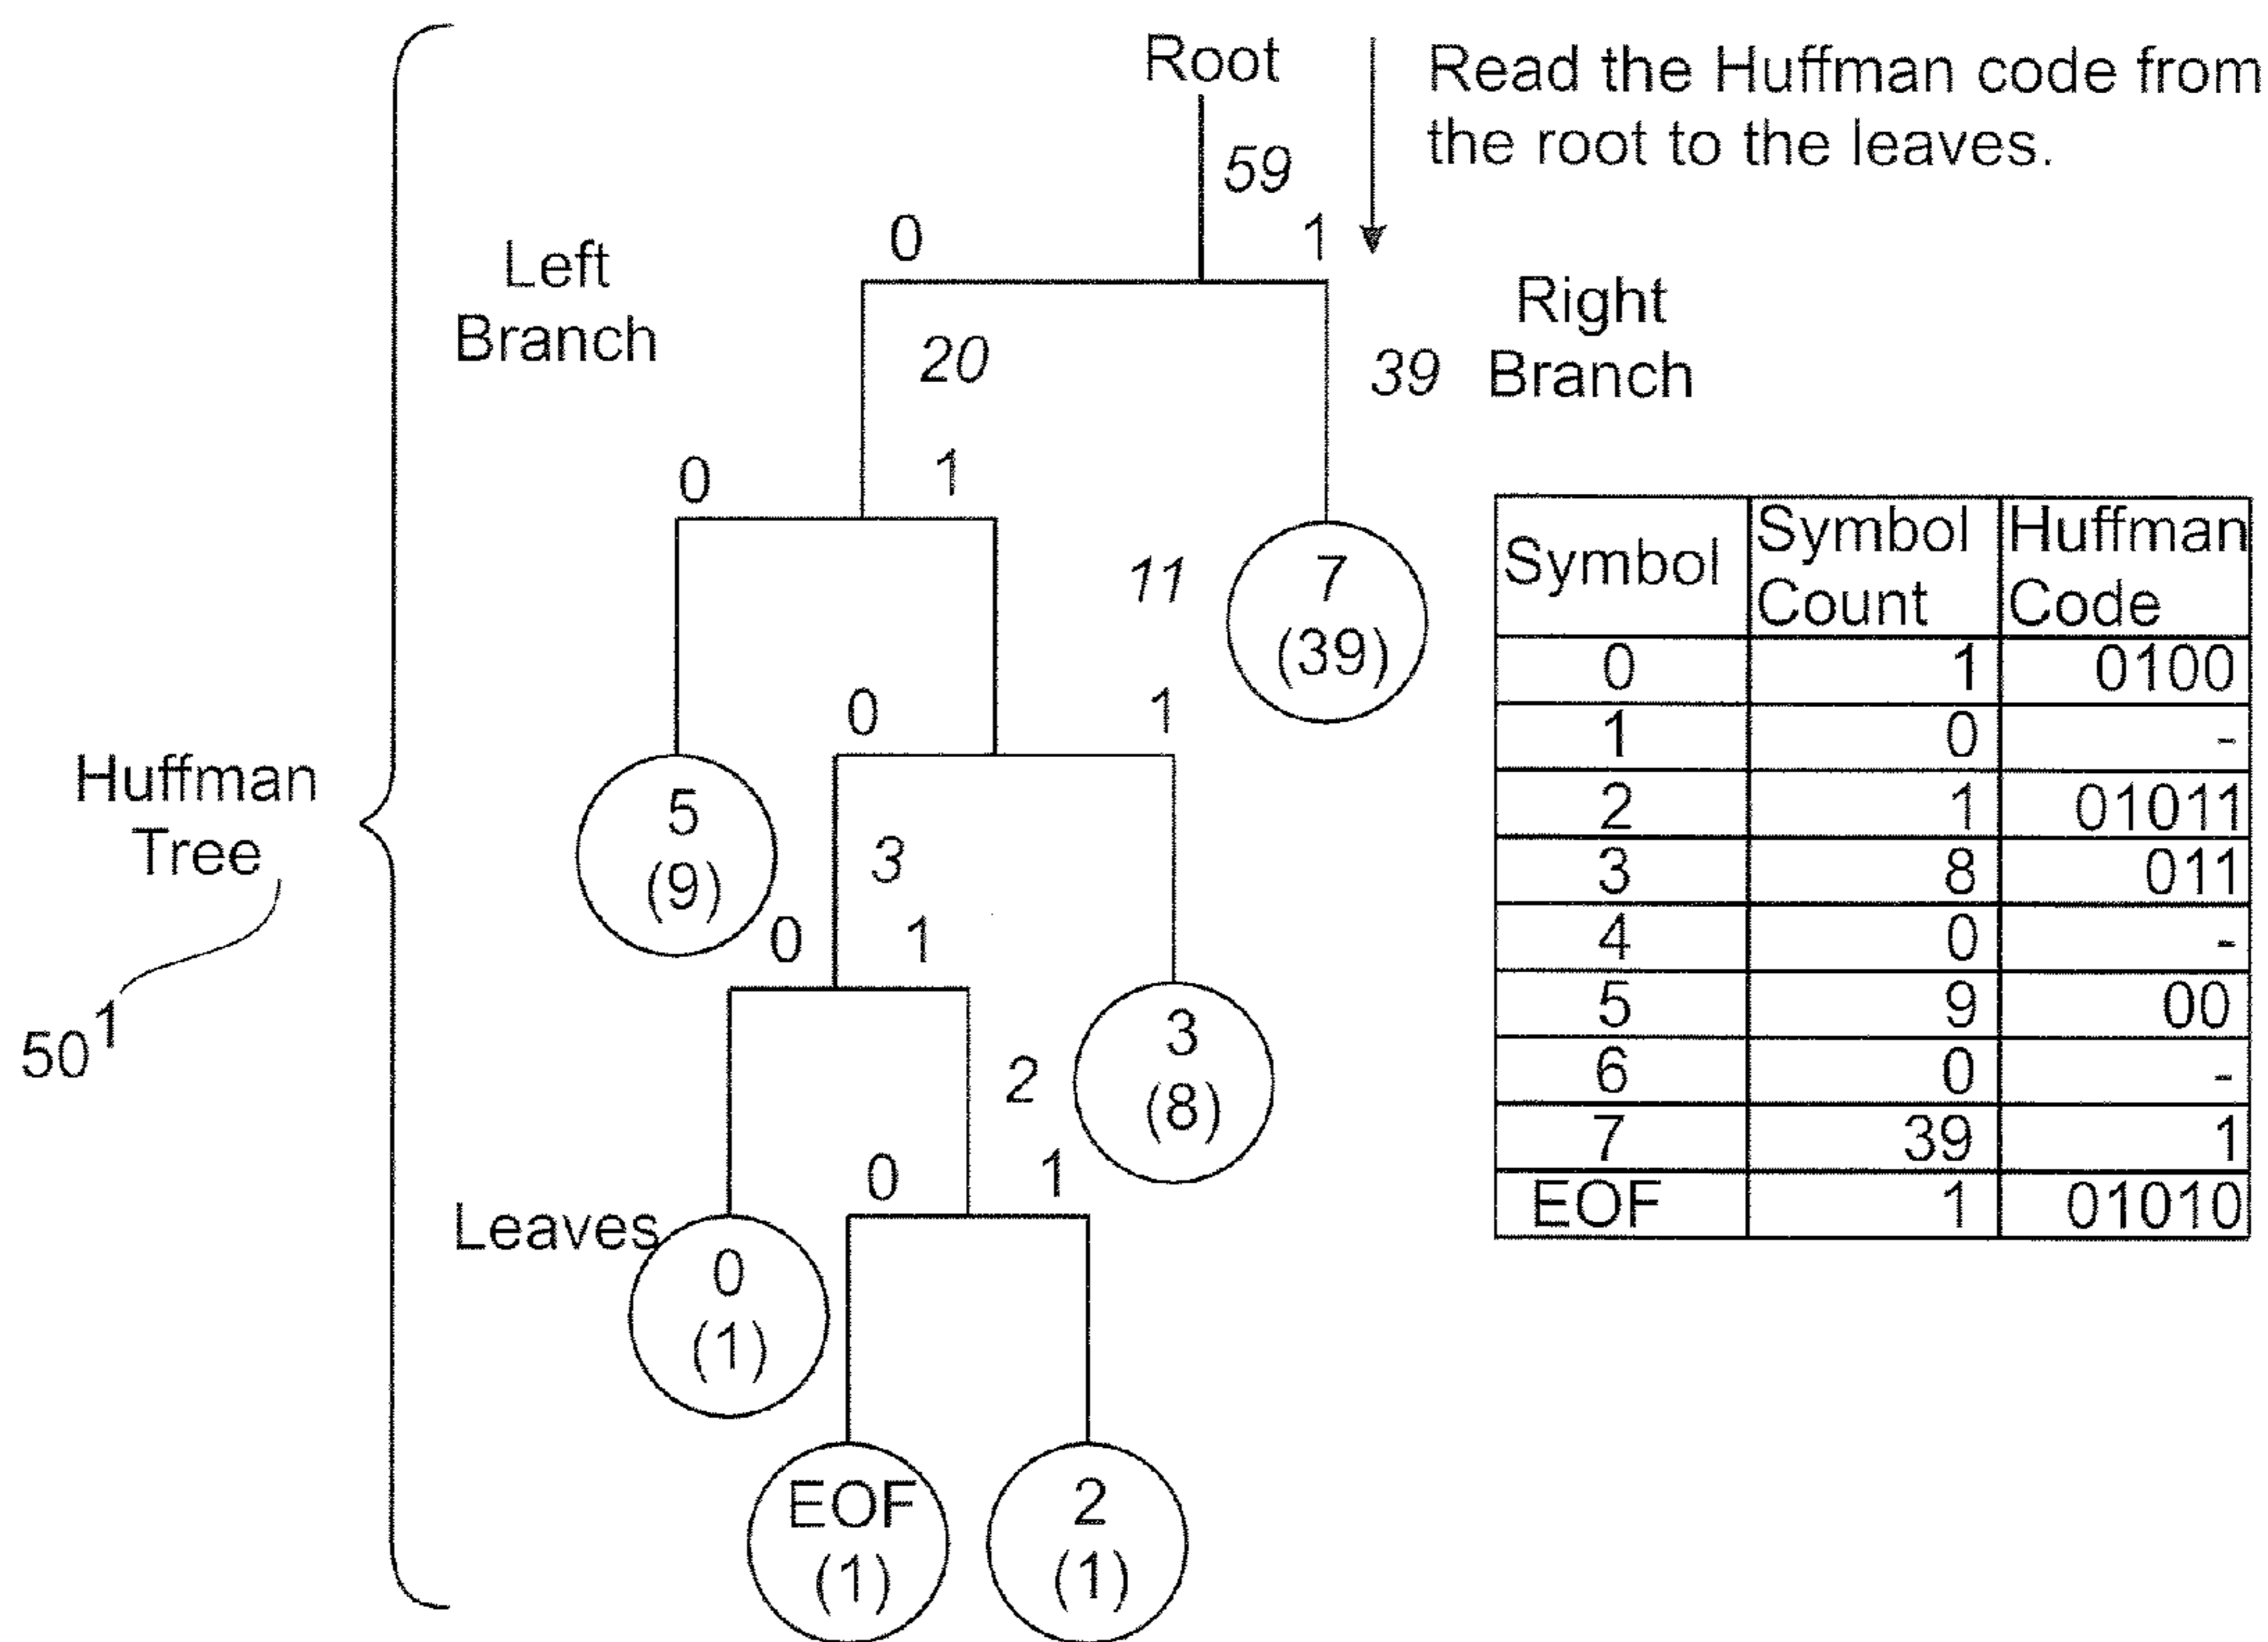 Root
Read the Huffman code from
the root to the leaves.
59
0
1
Left
Branch
Right
Branch
20
39
0
1
11
7
(39)
0
1
Huffman
Tree
5
(9)
3
0
1
50
1
3
(8)
2
0
1
Leaves
0
(1)
EOF
(1)
2
(1)
Symbol
Symbol
Count
Huffman
Code
0 1 0100
1 0 -
2 1 01011
3 8 011
4 0 -
5 9 00
6 0 -
7 39 1
EOF 1 01010